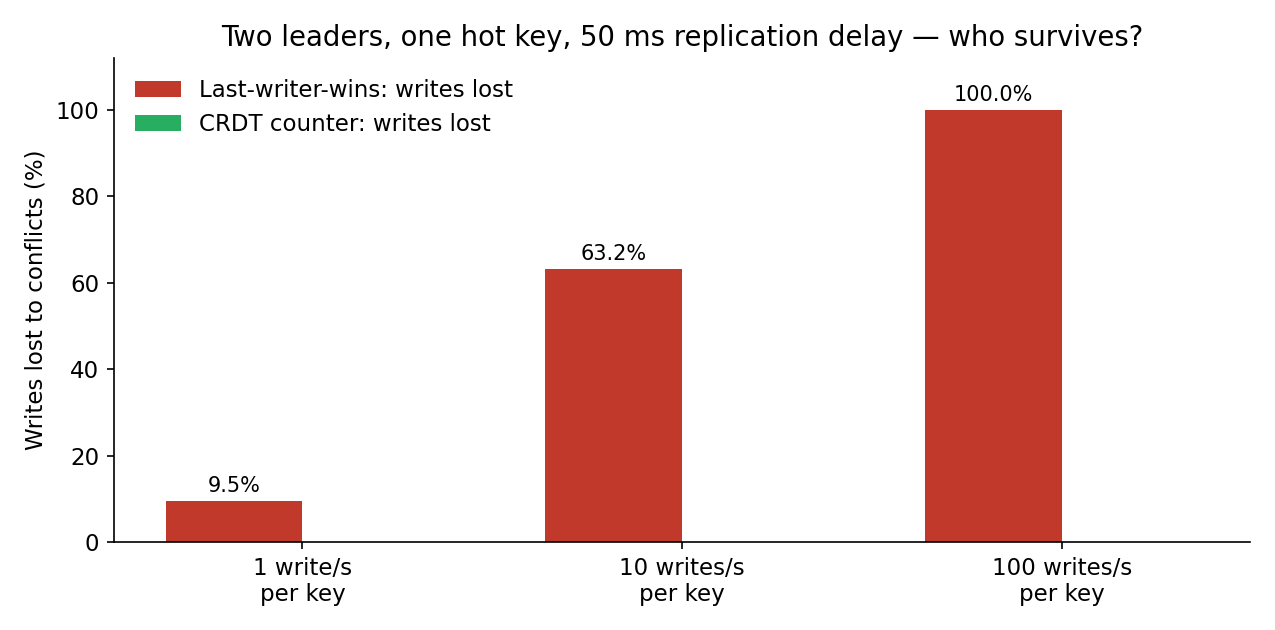 Two leaders, one hot key, 50 ms replication delay — who survives?
Last-writer-wins: writes lost
CRDT counter: writes lost
Writes lost to conflicts (%)
100
80
60
40
20
0
9.5%
63.2%
100.0%
1 write/s
per key
10 writes/s
per key
100 writes/s
per key